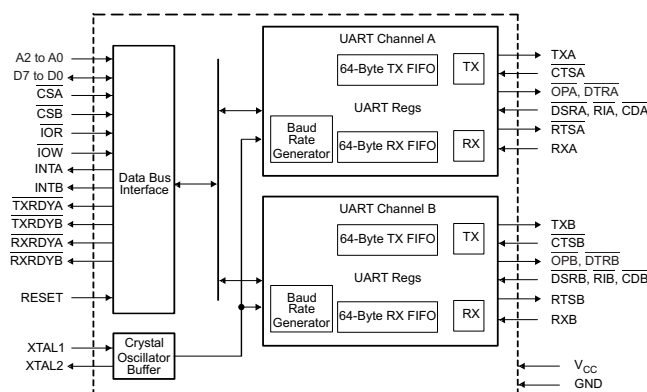 A2 to A0
D7 to D0
CSA
CSB
IOR
IOW
INTA
INTB
TXRDYA
TXRDYB
RXRDYA
RXRDYB
RESET
XTAL1
XTAL2
Data Bus
Interface
Crystal
Oscillator
Buffer
UART Channel A
64-Byte TX FIFO
TX
UART Regs
Baud
Rate
Generator
64-Byte RX FIFO
RX
UART Channel B
64-Byte TX FIFO
TX
UART Regs
Baud
Rate
Generator
64-Byte RX FIFO
RX
TXA
CTSA
OPA, DTRA
DSRA, RIA, CDA
RTSA
RXA
TXB
CTSB
OPB, DTRB
DSRB, RIB, CDB
RTSB
RXB
VCC
GND